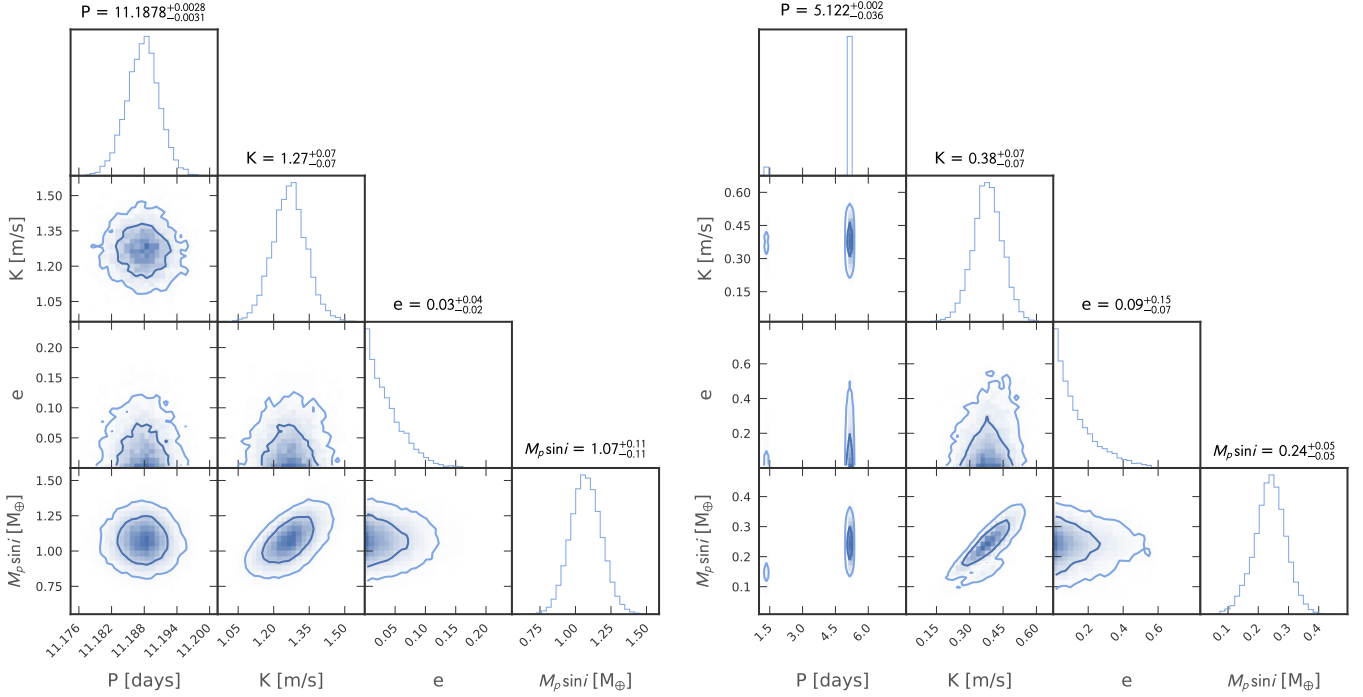 P = 11.1878+0.0028 −0.0031
P = 5.122+0.002 −0.036
K = 1.27+0.07 −0.07
K = 0.38+0.07 −0.07
K [m/s]
1.50
1.35
1.20
1.05
K [m/s]
0.60
0.45
0.30
0.15
e = 0.03+0.04 −0.02
e = 0.09+0.15 −0.07
e
0.20
0.15
0.10
0.05
e
0.6
0.4
0.2
Mp sin i = 1.07+0.11 −0.11
Mp sin i = 0.24+0.05 −0.05
Mp sin i [M⊕]
1.50
1.25
1.00
0.75
Mp sin i [M⊕]
0.4
0.3
0.2
0.1
11.176 11.182 11.188 11.194 11.200
1.05 1.20 1.35 1.50
0.05 0.10 0.15 0.20
0.75 1.00 1.25 1.50
1.5 3.0 4.5 6.0
0.15 0.30 0.45 0.60
0.2 0.4 0.6
0.1 0.2 0.3 0.4
P [days]
K [m/s]
e
Mp sin i [M⊕]
P [days]
K [m/s]
e
Mp sin i [M⊕]